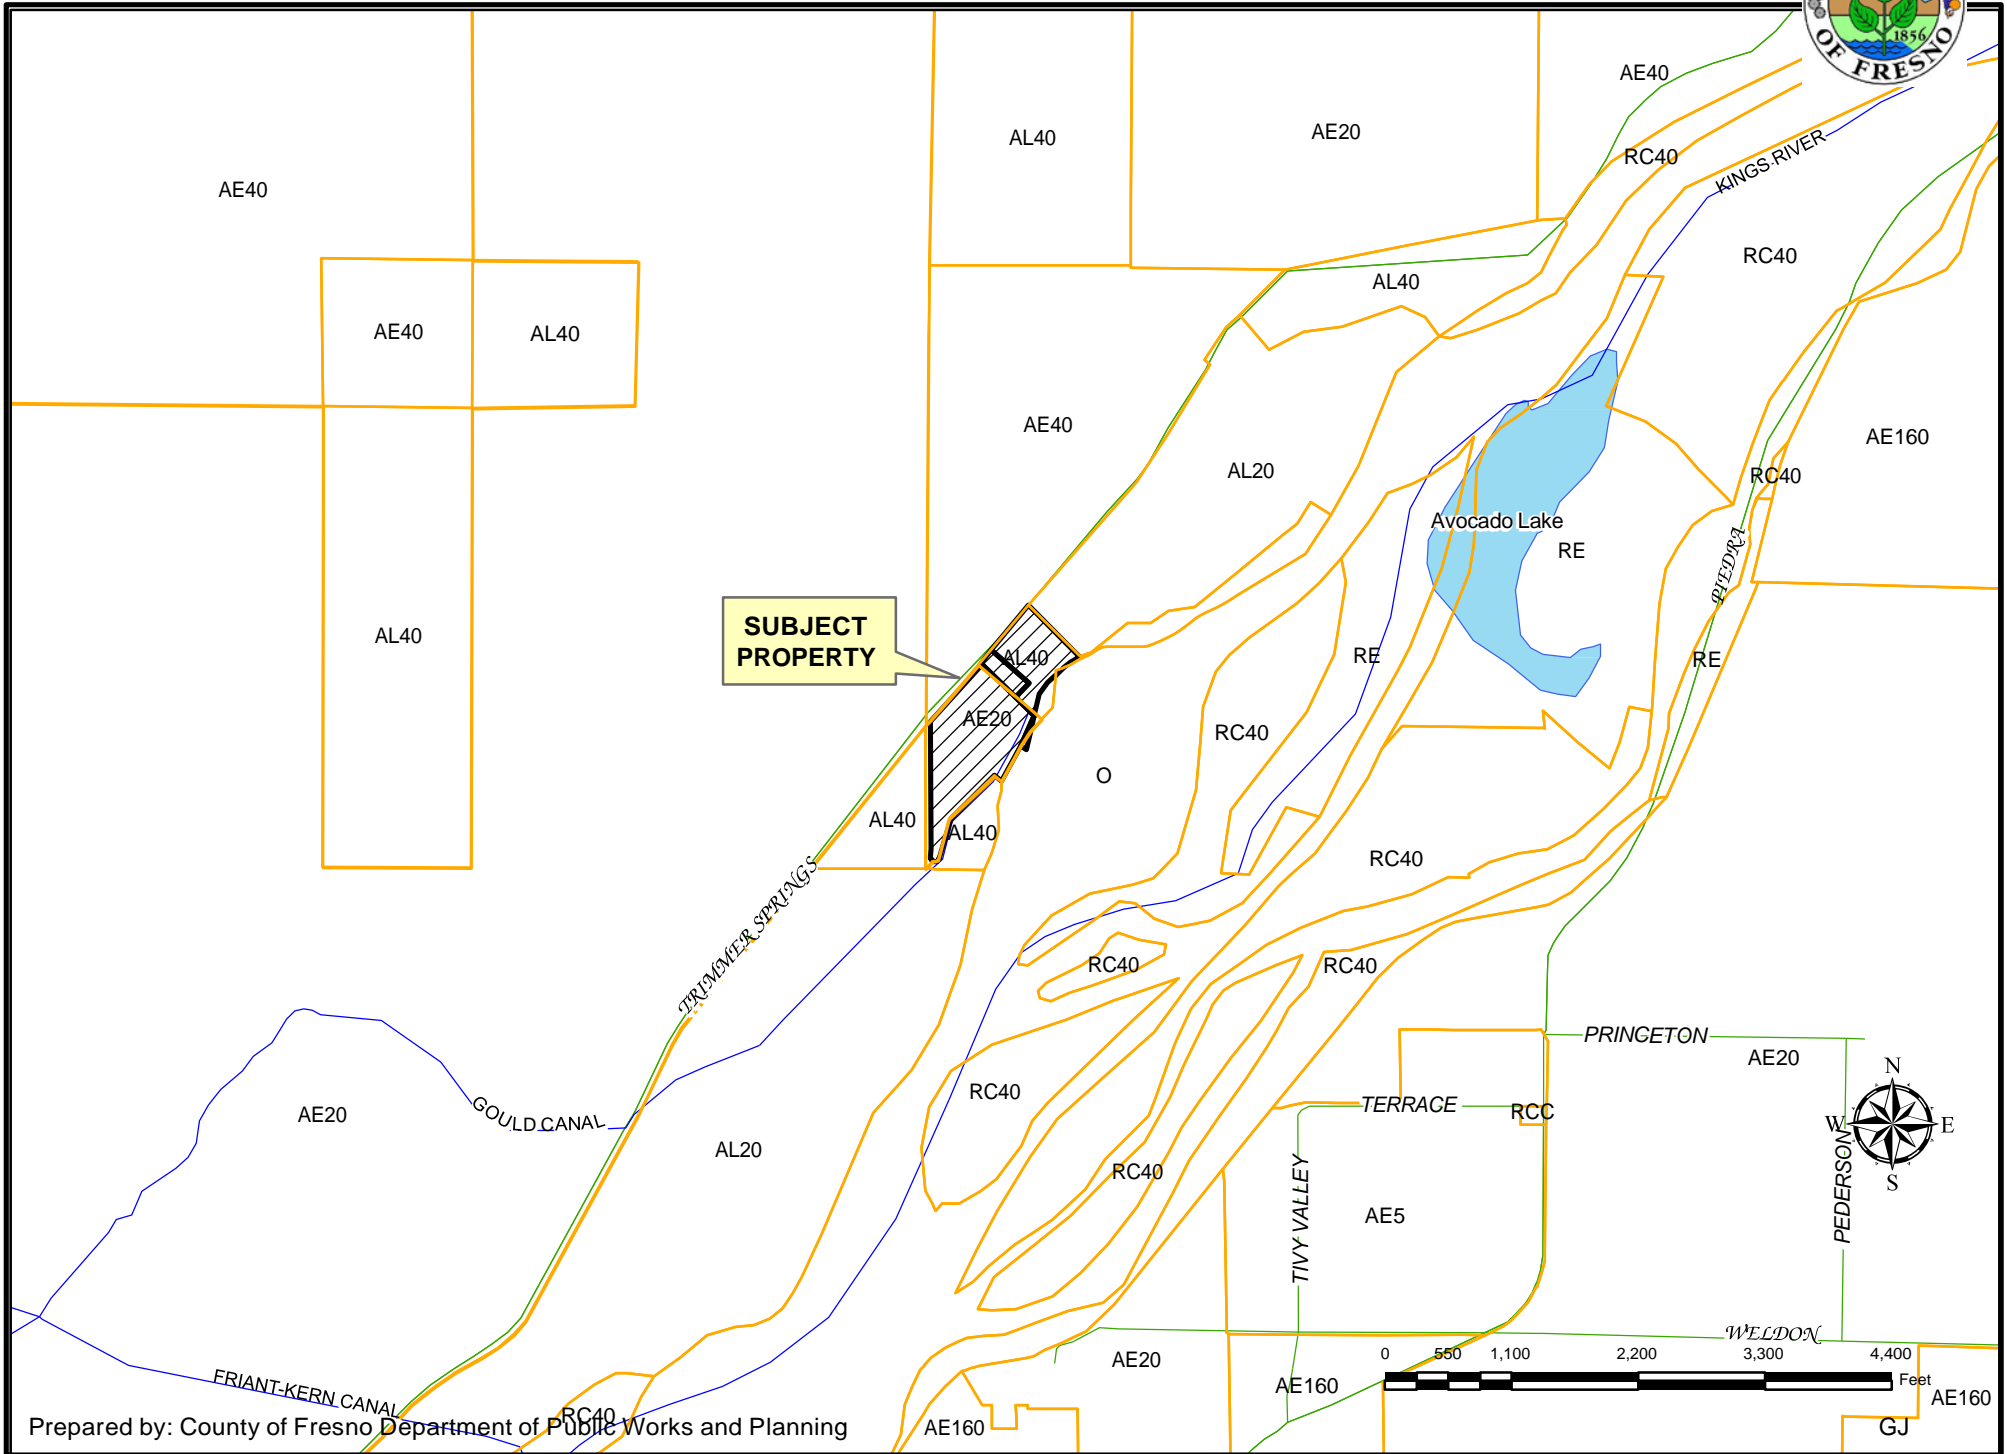 1856
OF FRESNO
AE40
AL40
AE20
RC40
KINGS RIVER
AE40
RC40
AL40
AE40
AL40
AE40
AE160
AL20
RC40
Avocado Lake
RE
PIEDRA
SUBJECT
PROPERTY
AL40
AL40
RE
RE
AE20
RC40
O
AL40
AL40
RC40
TRIMMER SPRINGS
RC40
RC40
PRINCETON
AE20
N
RC40
TERRACE
RCC
GOULD CANAL
AE20
W
E
AL20
PEDERSON
RC40
S
TIVY VALLEY
AE5
WELDON
0 550 1,100 2,200 3,300 4,400
Feet
AE20
FRIANT-KERN CANAL
AE160
AE160
RC40
AE160
Prepared by: County of Fresno Department of Public Works and Planning
GJ